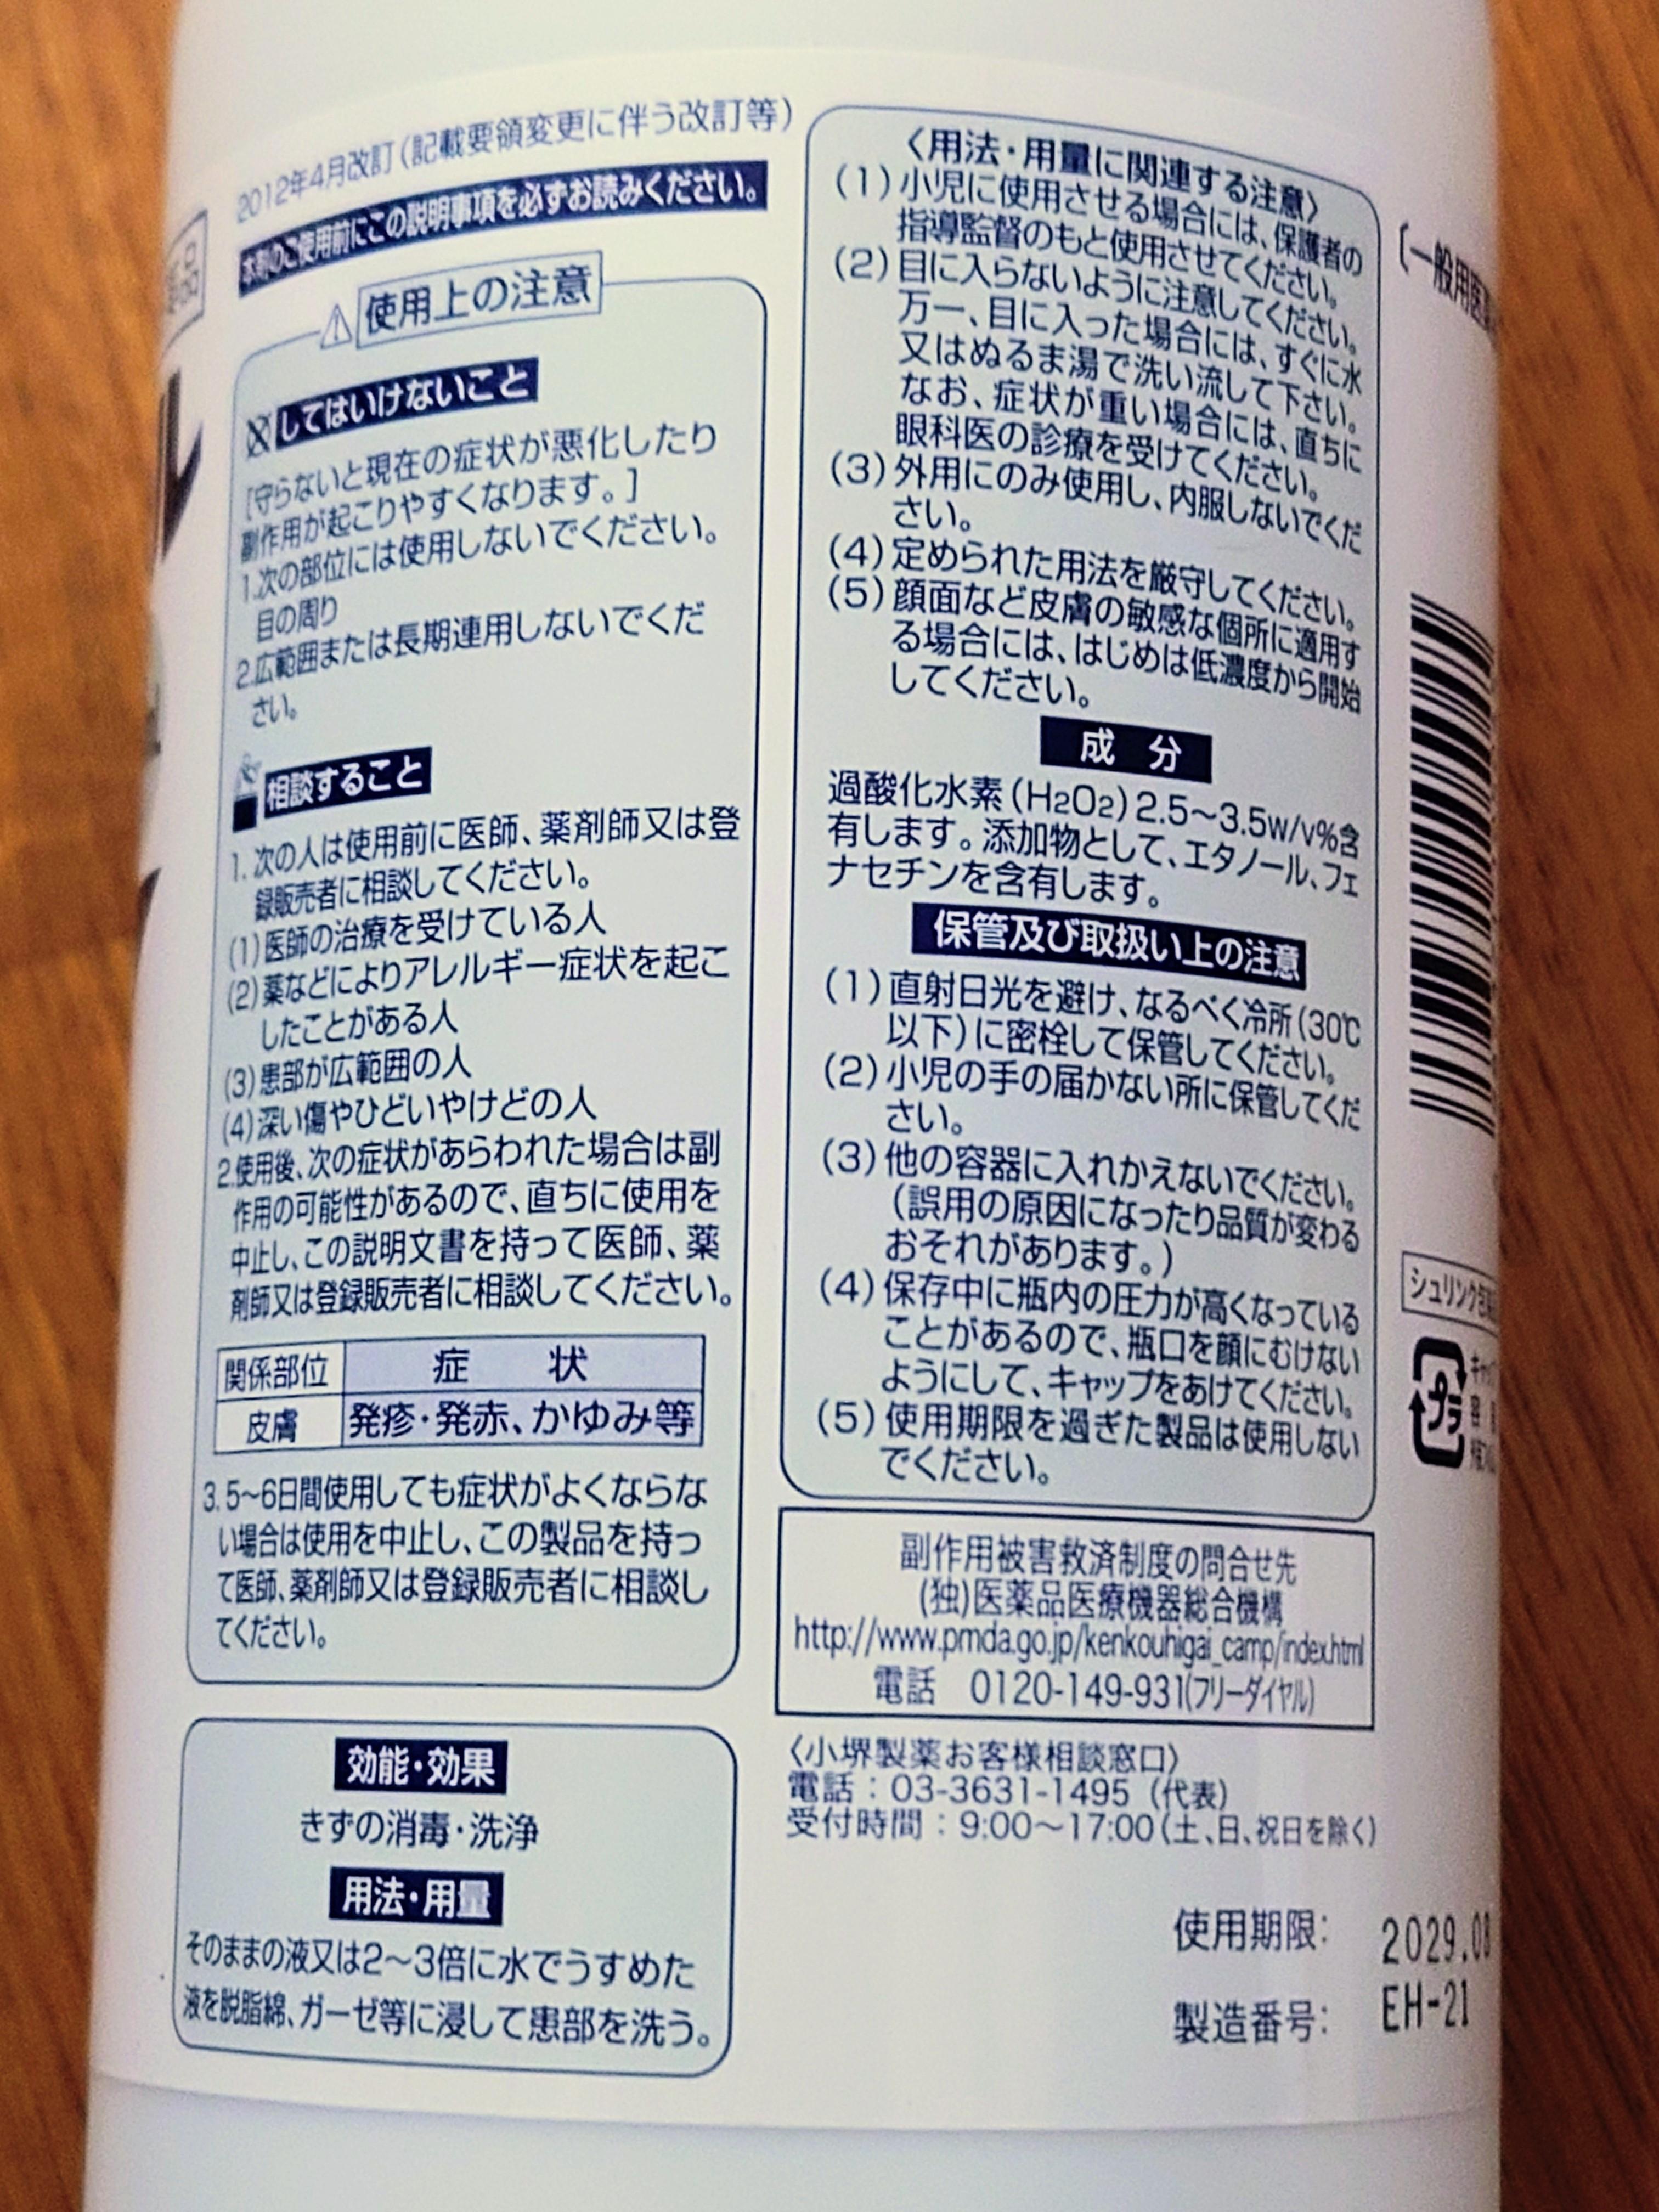 2012年4月改訂(記載要領変更に伴う改訂等)
本剤のご使用前にこの説明事項を必ずお読みください。
使用上の注意
してはいけないこと
[守らないと現在の症状が悪化したり
副作用が起こりやすくなります。]
1.次の部位には使用しないでください。
目の周り
2.広範囲または長期連用しないでくだ
さい。
相談すること
1.次の人は使用前に医師、薬剤師又は登
録販売者に相談してください。
(1)医師の治療を受けている人
(2)薬などによりアレルギー症状を起こ
したことがある人
(3)患部が広範囲の人
(4)深い傷やひどいやけどの人
2.使用後、次の症状があらわれた場合は副
作用の可能性があるので、直ちに使用を
中止し、この説明文書を持って医師、薬
剤師又は登録販売者に相談してください。
関係部位 症 状
皮膚 発疹・発赤、かゆみ等
3.5~6日間使用しても症状がよくならな
い場合は使用を中止し、この製品を持っ
て医師、薬剤師又は登録販売者に相談し
てください。
効能・効果
きずの消毒・洗浄
用法・用量
そのままの液又は2~3倍に水でうすめた
液を脱脂綿、ガーゼ等に浸して患部を洗う。
〈用法・用量に関連する注意〉
(1)小児に使用させる場合には、保護者の
指導監督のもと使用させてください。
(2)目に入らないように注意してください。
万一、目に入った場合には、すぐに水
又はぬるま湯で洗い流して下さい。
なお、症状が重い場合には、直ちに
眼科医の診療を受けてください。
(3)外用にのみ使用し、内服しないでくだ
さい。
(4)定められた用法を厳守してください。
(5)顔面など皮膚の敏感な個所に適用す
る場合には、はじめは低濃度から開始
してください。
成 分
過酸化水素(H2O2)2.5~3.5w/v%含
有します。添加物として、エタノール、フェ
ナセチンを含有します。
保管及び取扱い上の注意
(1)直射日光を避け、なるべく冷所(30℃
以下)に密栓して保管してください。
(2)小児の手の届かない所に保管してくだ
さい。
(3)他の容器に入れかえないでください。
(誤用の原因になったり品質が変わる
おそれがあります。)
(4)保存中に瓶内の圧力が高くなっている
ことがあるので、瓶口を顔にむけない
ようにして、キャップをあけてください。
(5)使用期限を過ぎた製品は使用しない
でください。
副作用被害救済制度の問合せ先
(独)医薬品医療機器総合機構
http://www.pmda.go.jp/kenkouhigai_camp/index.html
電話 0120-149-931(フリーダイヤル)
〈小堺製薬お客様相談窓口〉
電話:03-3631-1495(代表)
受付時間:9:00~17:00(土、日、祝日を除く)
使用期限: 2029.08
製造番号: EH-21
(一般用医
シュリンク包
プラ